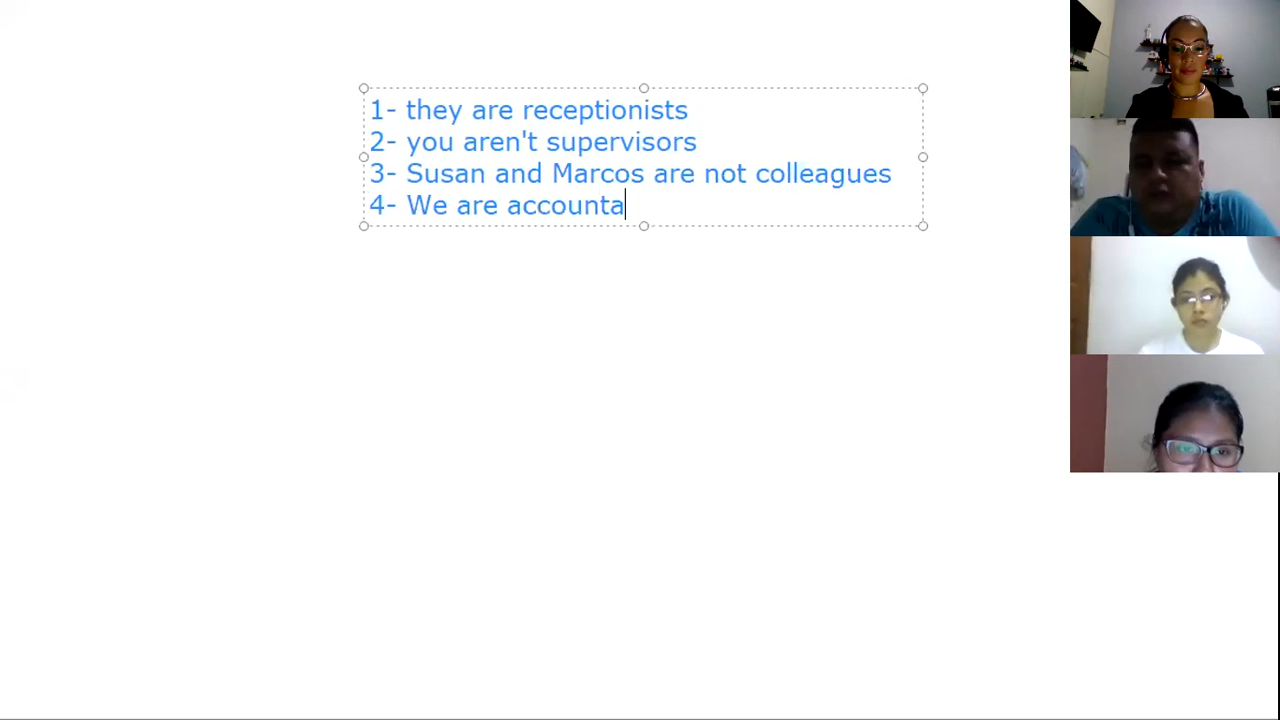 1- they are receptionists
2- you aren't supervisors
3- Susan and Marcos are not colleagues
4- We are accounta